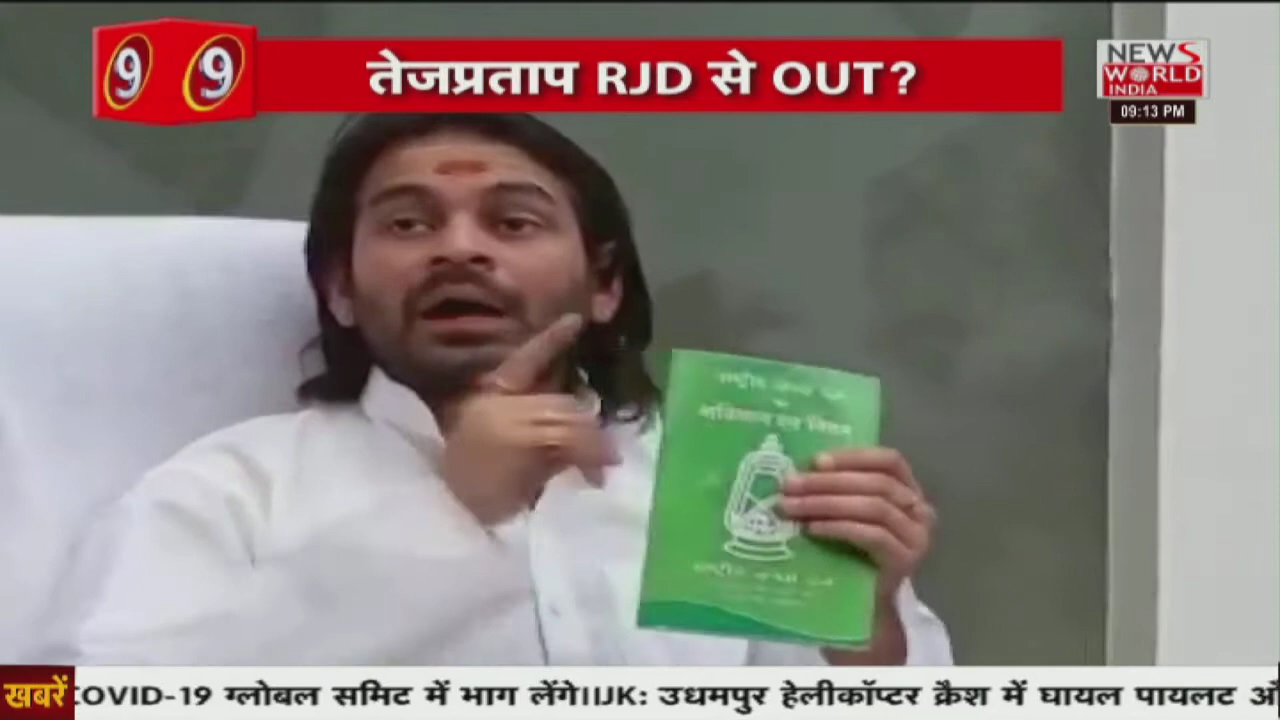 9 9
तेजप्रताप RJD से OUT?
NEWS
WORLD
INDIA
09:13 PM
राष्ट्रीय जनता दल
खबरें
COVID-19 ग्लोबल समिट में भाग लेंगे।IJK: उधमपुर हेलीकॉप्टर क्रैश में घायल पायलट